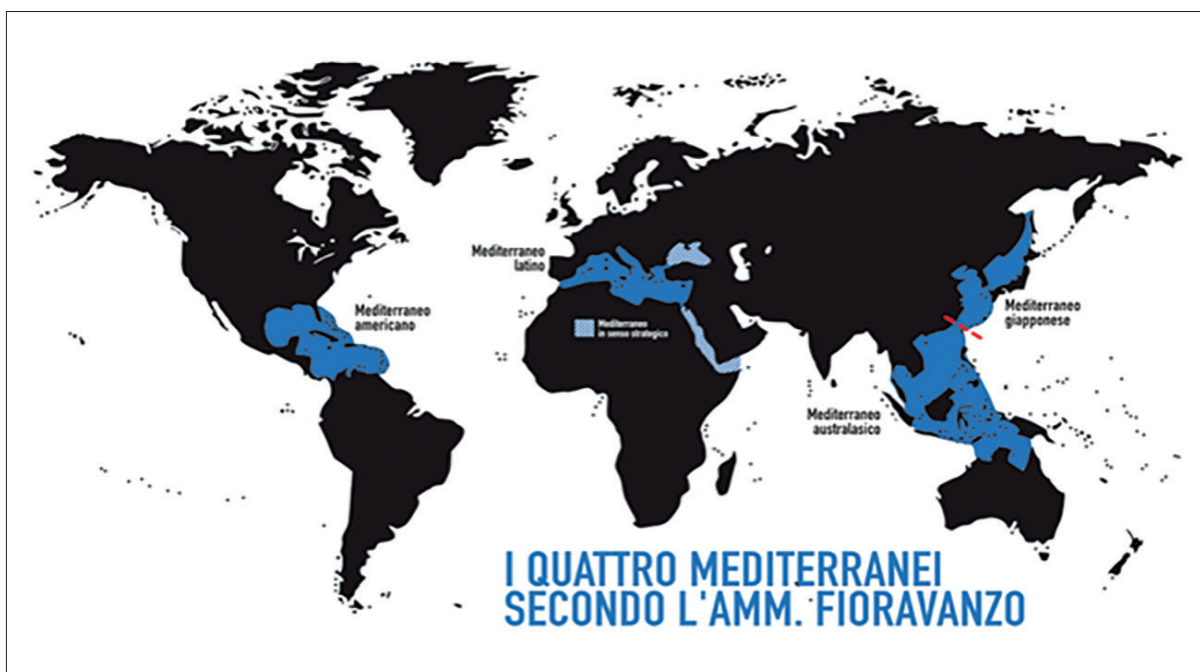 Mediterraneo
latino
Mediterraneo
americano
Mediterraneo
in senso strategico
Mediterraneo
giapponese
Mediterraneo
australasico
I QUATTRO MEDITERRANEI
SECONDO L'AMM. FIORAVANZO